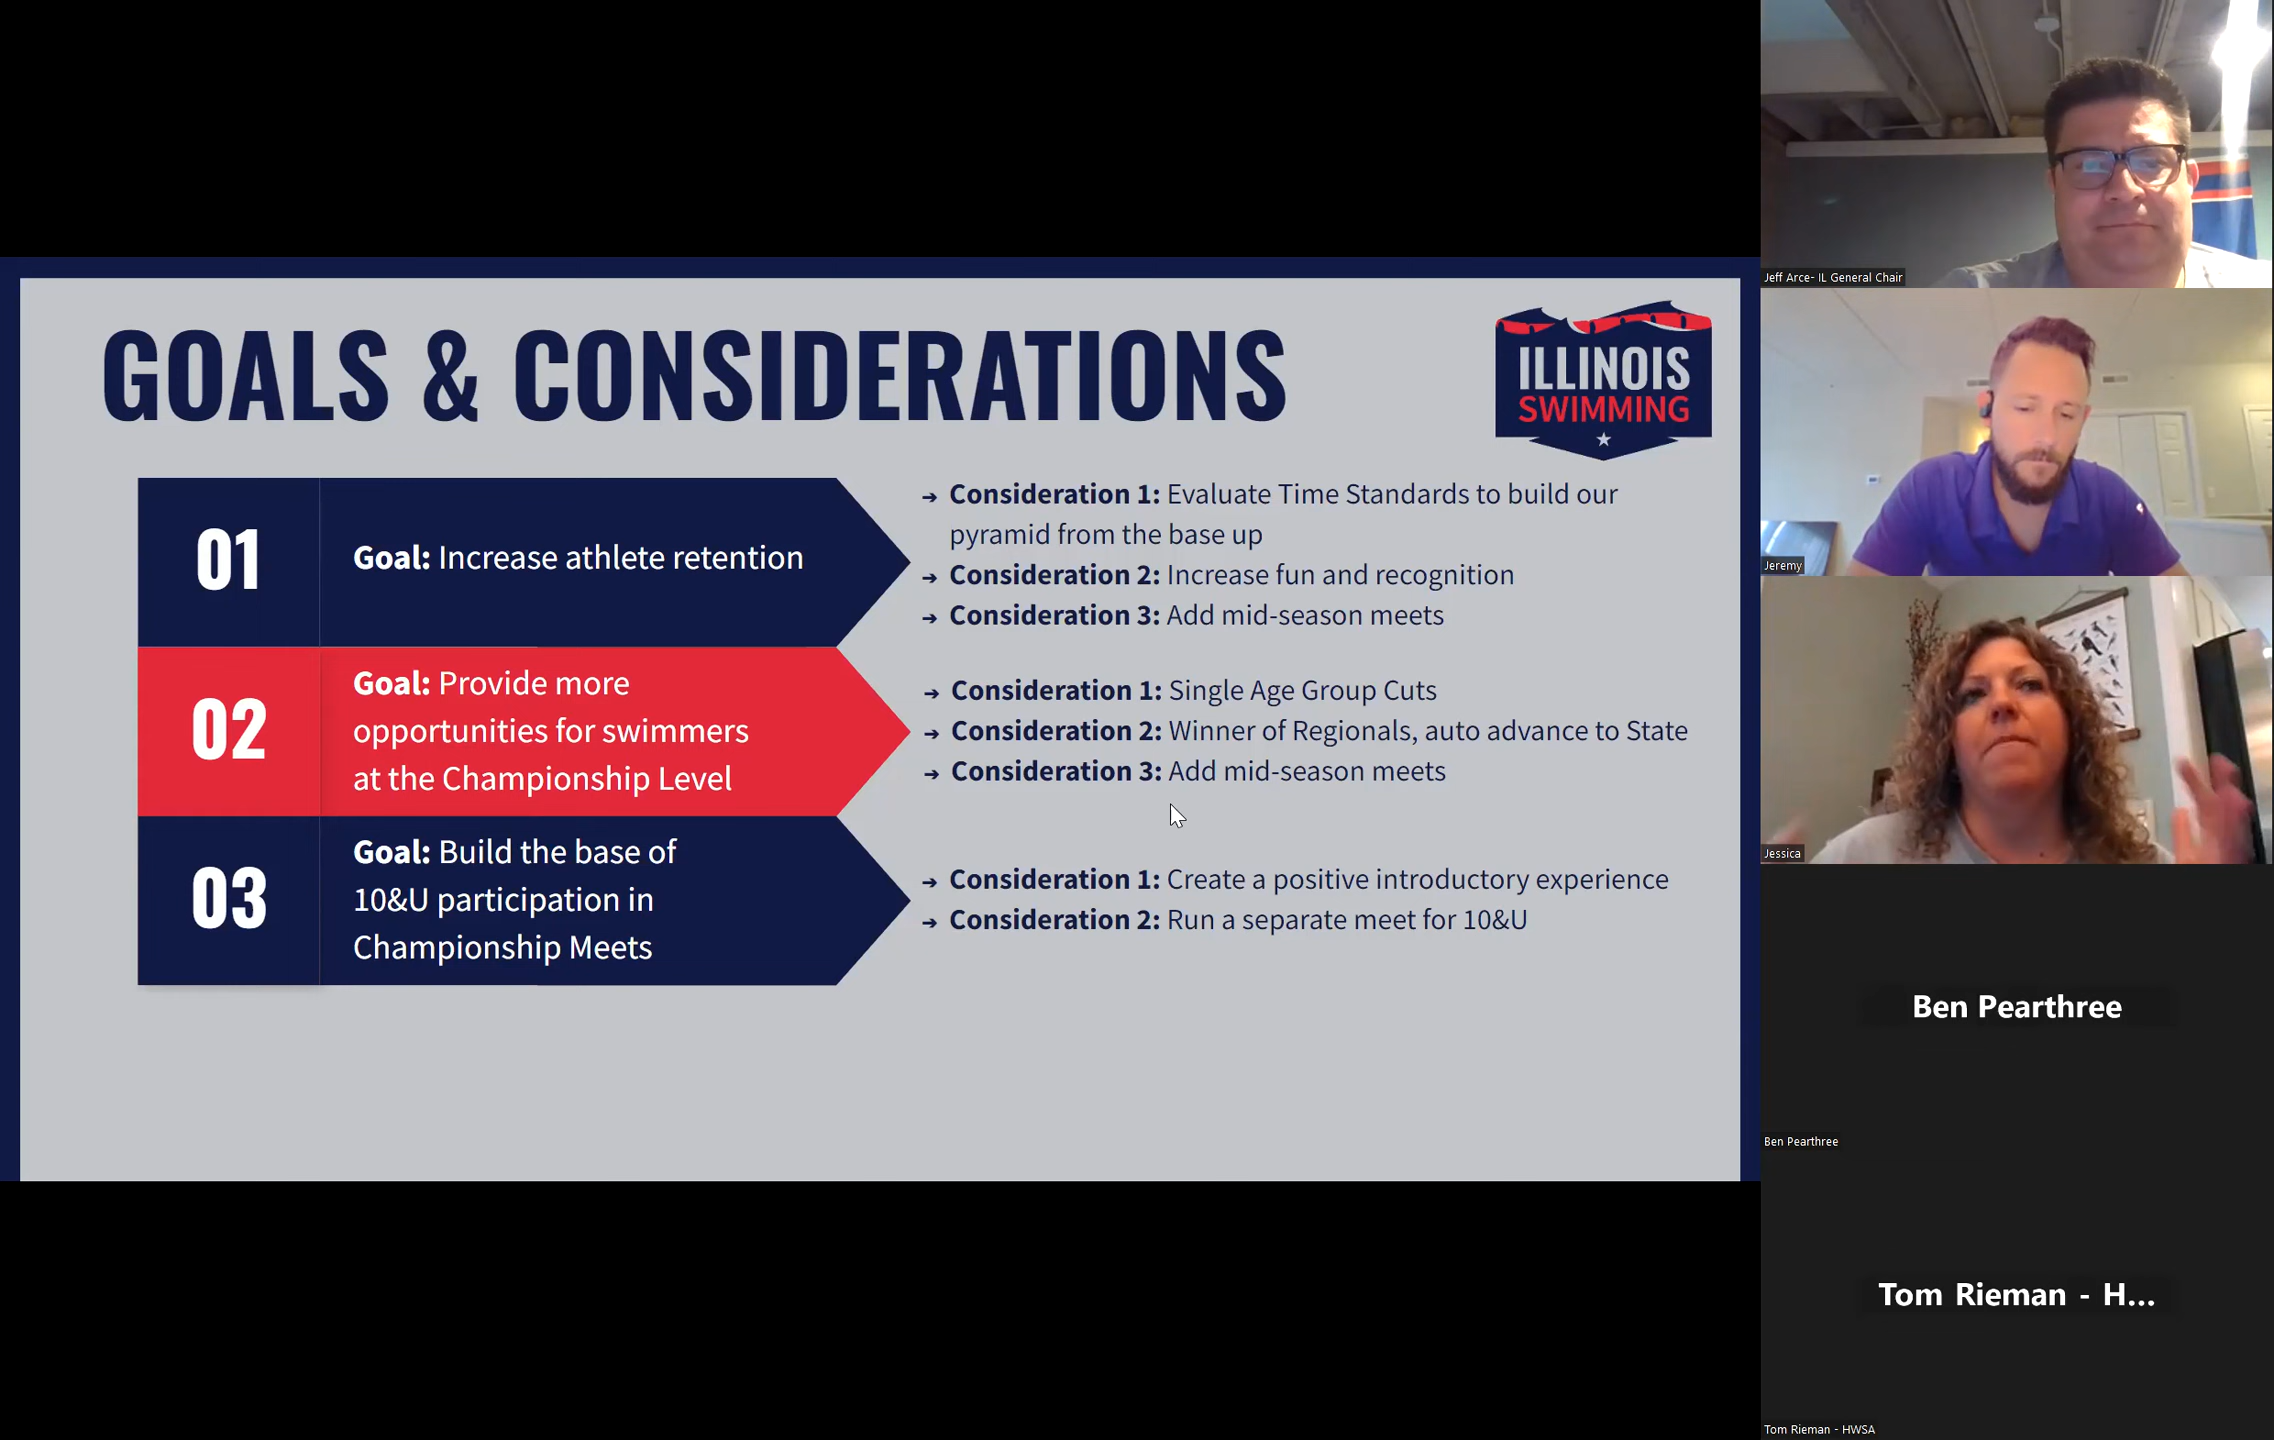 GOALS & CONSIDERATIONS
ILLINOIS
SWIMMING
01
Goal: Increase athlete retention
➔ Consideration 1: Evaluate Time Standards to build our
pyramid from the base up
➔ Consideration 2: Increase fun and recognition
➔ Consideration 3: Add mid-season meets
02
Goal: Provide more
opportunities for swimmers
at the Championship Level
➔ Consideration 1: Single Age Group Cuts
➔ Consideration 2: Winner of Regionals, auto advance to State
➔ Consideration 3: Add mid-season meets
03
Goal: Build the base of
10&U participation in
Championship Meets
➔ Consideration 1: Create a positive introductory experience
➔ Consideration 2: Run a separate meet for 10&U
Jeff Arce- IL General Chair
Jeremy
Jessica
Ben Pearthree
Ben Pearthree
Tom Rieman - H...
Tom Rieman - HWSA